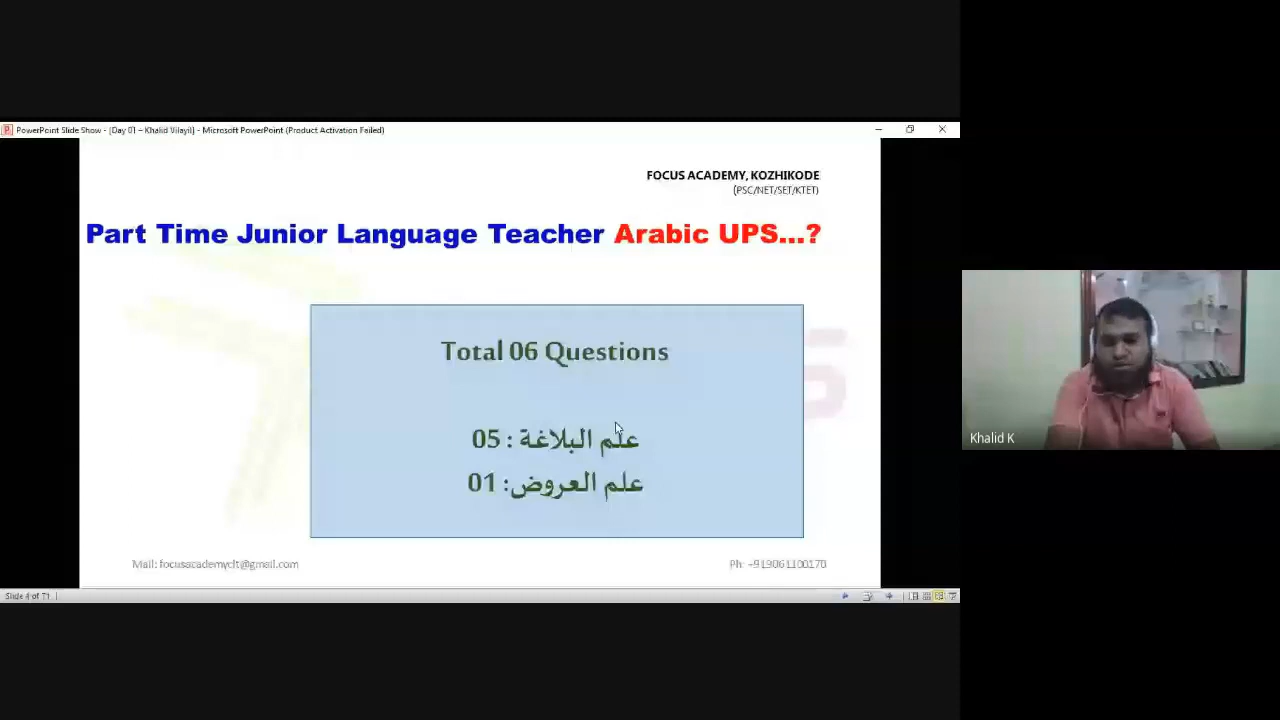 PowerPoint Slide Show - (Day 01 – Khalid Vilayil) - Microsoft PowerPoint (Product Activation Failed)
FOCUS ACADEMY, KOZHIKODE
(PSC/NET/SET/KTET)
Part Time Junior Language Teacher Arabic UPS...?
Total 06 Questions
علم البلاغة : 05
علم العروض: 01
Mail: focusacademyclt@gmail.com
Ph: +919061100170
Slide 4 of 71
Khalid K